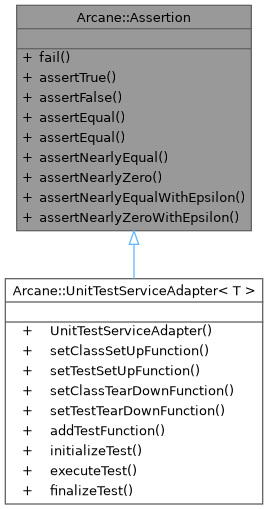 Arcane::Assertion
+ fail()
+ assertTrue()
+ assertFalse()
+ assertEqual()
+ assertEqual()
+ assertNearlyEqual()
+ assertNearlyZero()
+ assertNearlyEqualWithEpsilon()
+ assertNearlyZeroWithEpsilon()
Arcane::UnitTestServiceAdapter< T >
+ UnitTestServiceAdapter()
+ setClassSetUpFunction()
+ setTestSetUpFunction()
+ setClassTearDownFunction()
+ setTestTearDownFunction()
+ addTestFunction()
+ initializeTest()
+ executeTest()
+ finalizeTest()